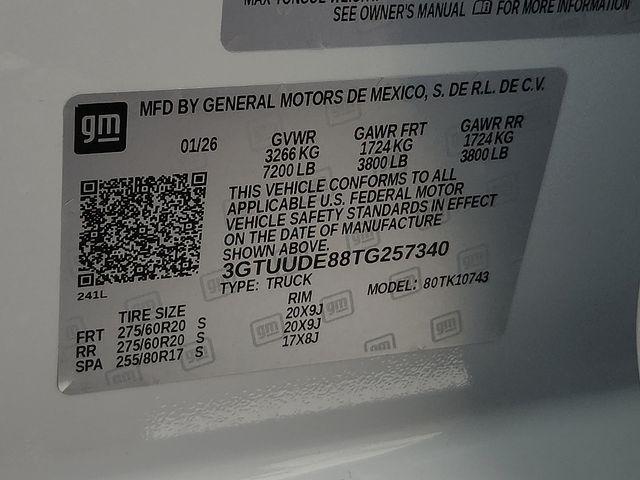 SEE OWNER'S MANUAL FOR MORE INFORMATION
gm
MFD BY GENERAL MOTORS DE MEXICO, S. DE R.L. DE C.V.
01/26 GVWR GAWR FRT GAWR RR
3266 KG 1724 KG 1724 KG
7200 LB 3800 LB 3800 LB
THIS VEHICLE CONFORMS TO ALL
APPLICABLE U.S. FEDERAL MOTOR
VEHICLE SAFETY STANDARDS IN EFFECT
ON THE DATE OF MANUFACTURE
SHOWN ABOVE.
3GTUUDE88TG257340
TYPE: TRUCK MODEL: 80TK10743
241L
TIRE SIZE RIM
FRT 275/60R20 S 20X9J
RR 275/60R20 S 20X9J
SPA 255/80R17 S 17X8J